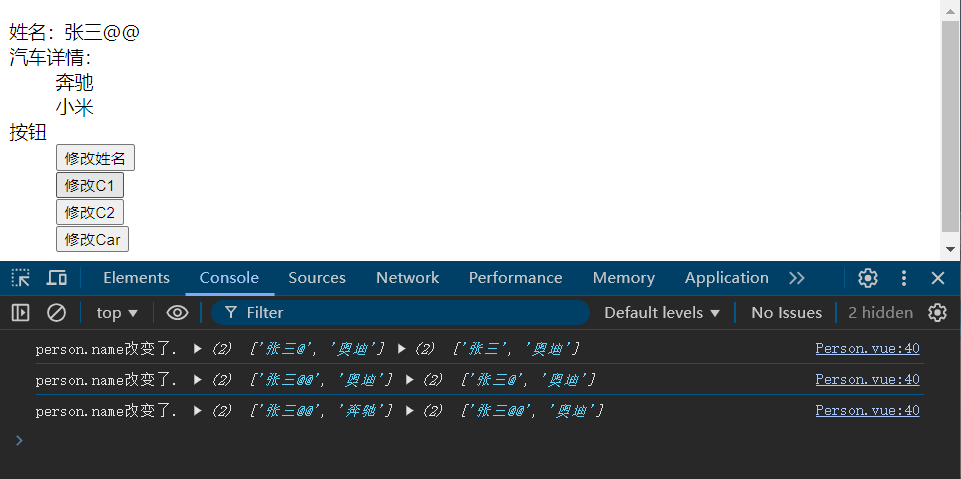 姓名：张三@@
汽车详情：
奔驰
小米
按钮
修改姓名
修改C1
修改C2
修改Car
Elements Console Sources Network Performance Memory Application
top ▼ Filter Default levels ▼ No Issues 2 hidden
person.name改变了. ▶ (2) ['张三@', '奥迪'] ▶ (2) ['张三', '奥迪'] Person.vue:40
person.name改变了. ▶ (2) ['张三@@', '奥迪'] ▶ (2) ['张三@', '奥迪'] Person.vue:40
person.name改变了. ▶ (2) ['张三@@', '奔驰'] ▶ (2) ['张三@@', '奥迪'] Person.vue:40